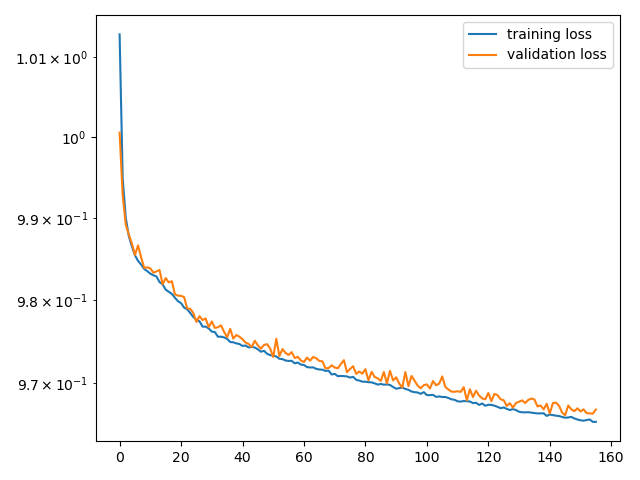 training loss
validation loss
1.01 × 10⁰
10⁰
9.9 × 10⁻¹
9.8 × 10⁻¹
9.7 × 10⁻¹
0 20 40 60 80 100 120 140 160